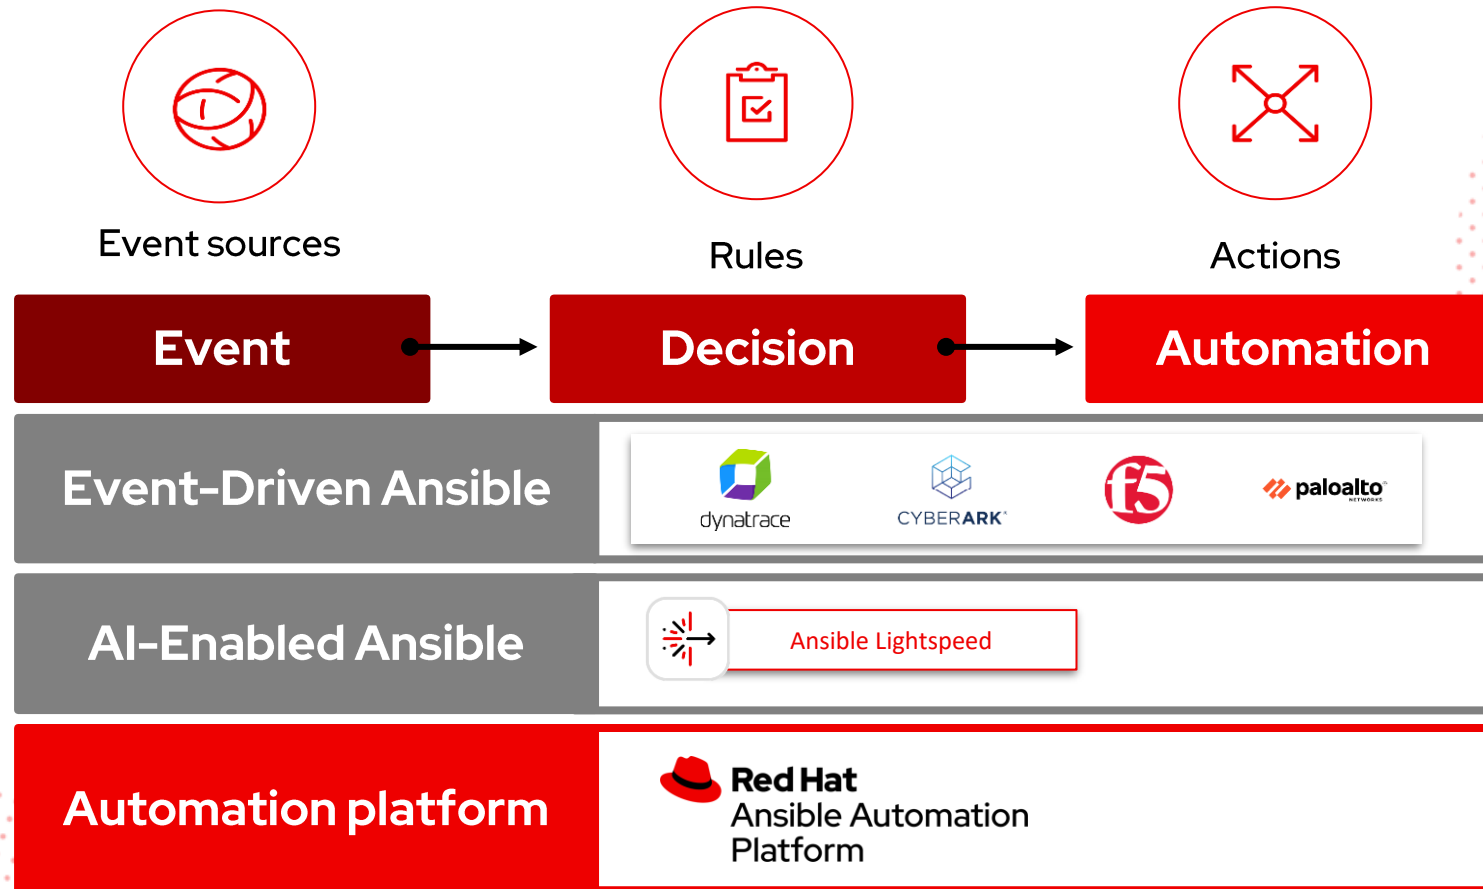 Event sources
Rules
Actions
Event
Decision
Automation
Event-Driven Ansible
dynatrace
CYBERARK
f5
paloalto
NETWORKS
AI-Enabled Ansible
Ansible Lightspeed
Automation platform
Red Hat
Ansible Automation
Platform